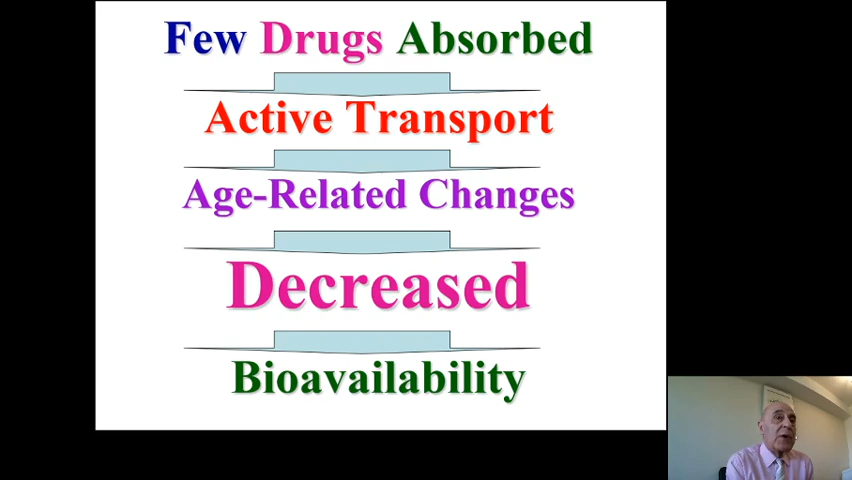 Few Drugs Absorbed
Active Transport
Age-Related Changes
Decreased
Bioavailability